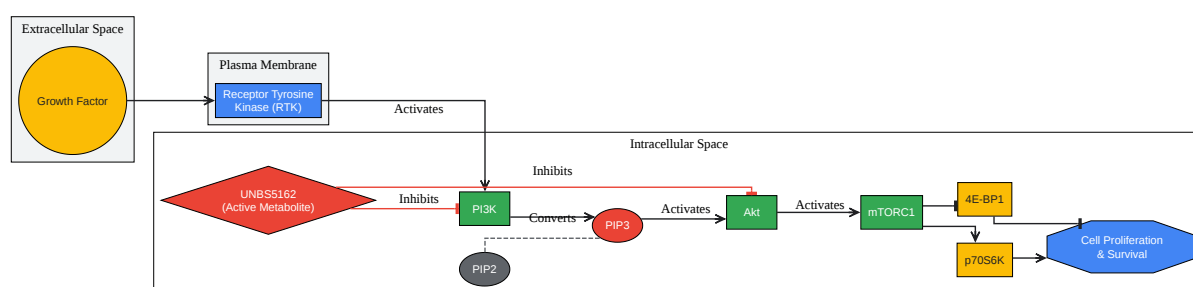 Extracellular Space
Growth Factor
Plasma Membrane
Receptor Tyrosine
Kinase (RTK)
Activates
Intracellular Space
UNBS5162
(Active Metabolite)
Inhibits
Inhibits
PI3K
Converts
PIP2
PIP3
Activates
Akt
Activates
mTORC1
4E-BP1
p70S6K
Cell Proliferation
& Survival